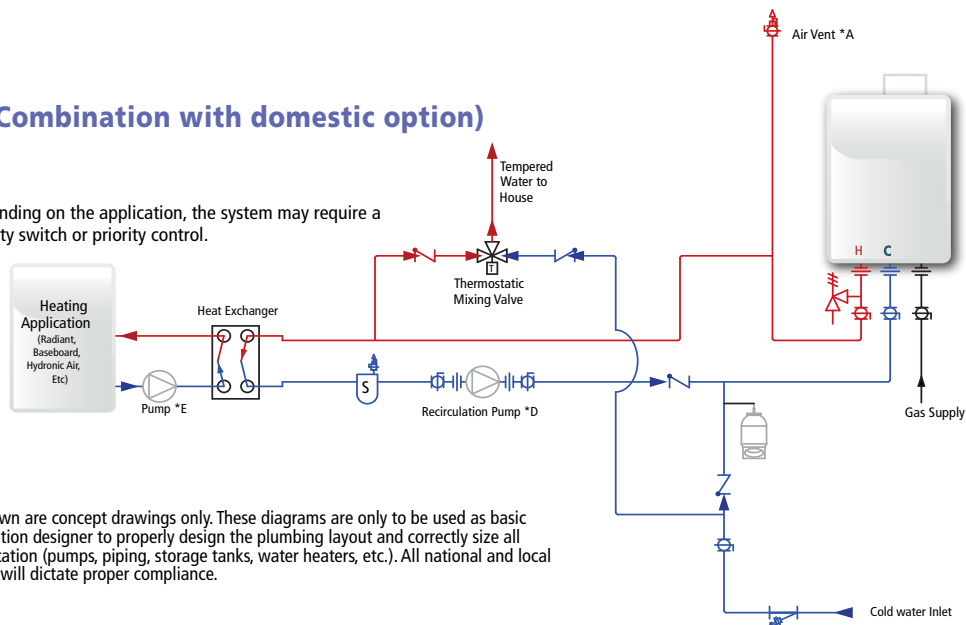 Air Vent *A
Combination with domestic option)
Tempered
Water to
House
nding on the application, the system may require a
ty switch or priority control.
H C
T
Thermostatic
Mixing Valve
Heating
Application
(Radiant,
Baseboard,
Hydronic Air,
Etc)
Heat Exchanger
S
Pump *E
Recirculation Pump *D
Gas Supply
wn are concept drawings only. These diagrams are only to be used as basic
tion designer to properly design the plumbing layout and correctly size all
cation (pumps, piping, storage tanks, water heaters, etc.). All national and local
will dictate proper compliance.
Cold water Inlet